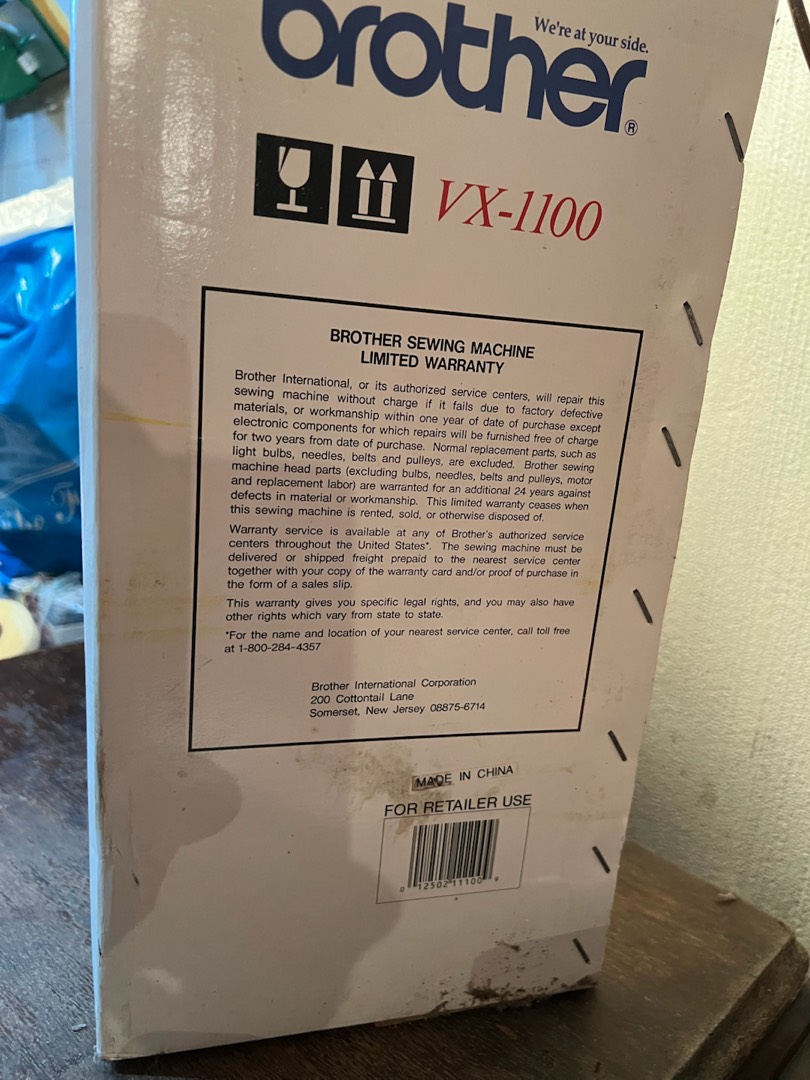 We're at your side.
brother®
VX-1100
BROTHER SEWING MACHINE
LIMITED WARRANTY
Brother International, or its authorized service centers, will repair this
sewing machine without charge if it fails due to factory defective
materials, or workmanship within one year of date of purchase except
electronic components for which repairs will be furnished free of charge
for two years from date of purchase. Normal replacement parts, such as
light bulbs, needles, belts and pulleys, are excluded. Brother sewing
machine head parts (excluding bulbs, needles, belts and pulleys, motor
and replacement labor) are warranted for an additional 24 years against
defects in material or workmanship. This limited warranty ceases when
this sewing machine is rented, sold, or otherwise disposed of.
Warranty service is available at any of Brother's authorized service
centers throughout the United States*. The sewing machine must be
delivered or shipped freight prepaid to the nearest service center
together with your copy of the warranty card and/or proof of purchase in
the form of a sales slip.
This warranty gives you specific legal rights, and you may also have
other rights which vary from state to state.
*For the name and location of your nearest service center, call toll free
at 1-800-284-4357
Brother International Corporation
200 Cottontail Lane
Somerset, New Jersey 08875-6714
MADE IN CHINA
FOR RETAILER USE
0 12502 11100 9